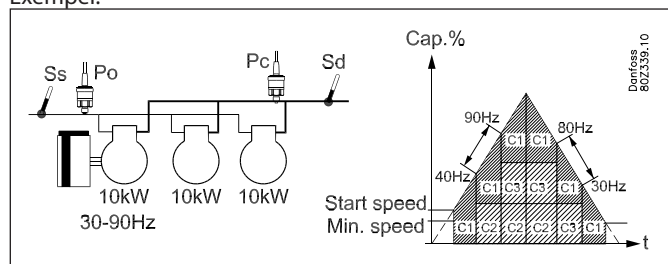 Exempel:
Ss
Po
Pc
Sd
10kW
10kW
10kW
30-90Hz
Cap.%
Danfoss
80Z339.10
90Hz
C1
C1
80Hz
40Hz
C1
C3
C3
C1
30Hz
Start speed
Min. speed
C1
C2
C2
C2
C3
C1
t